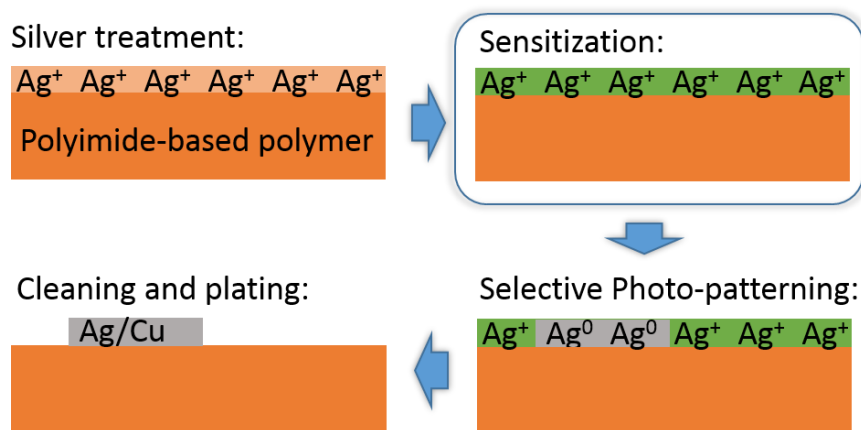 Silver treatment:
Ag⁺ Ag⁺ Ag⁺ Ag⁺ Ag⁺ Ag⁺
Polyimide-based polymer
Sensitization:
Ag⁺ Ag⁺ Ag⁺ Ag⁺ Ag⁺ Ag⁺
Cleaning and plating:
Ag/Cu
Selective Photo-patterning:
Ag⁺ Ag⁰ Ag⁰ Ag⁺ Ag⁺ Ag⁺